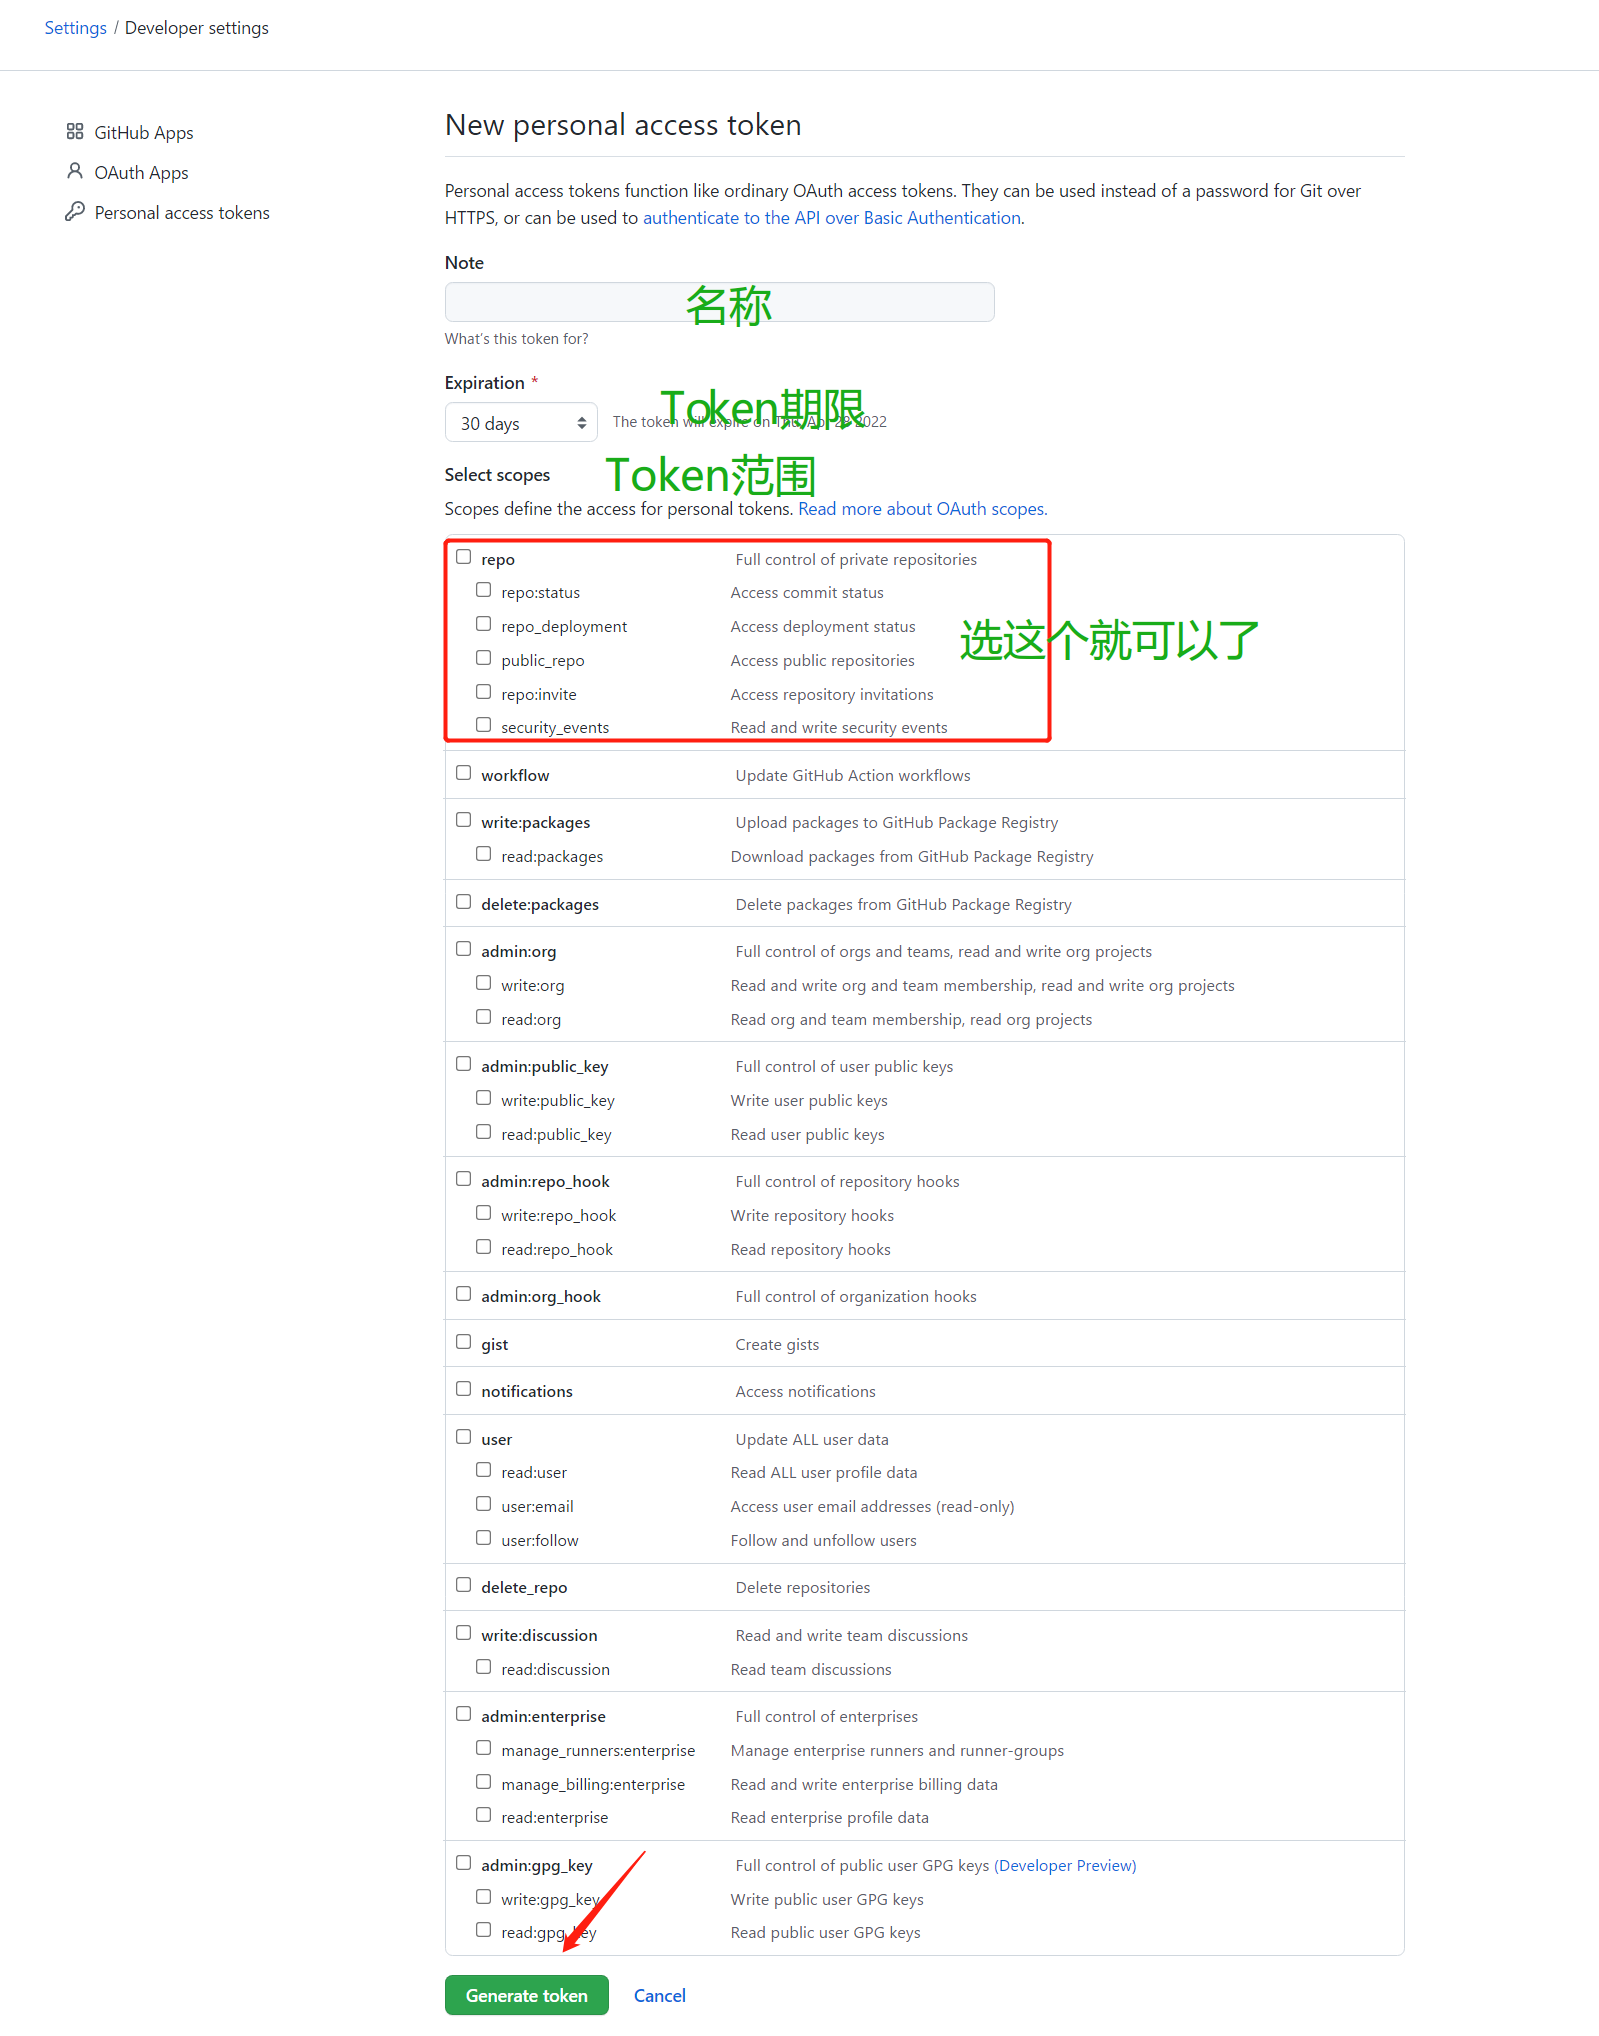 Settings / Developer settings
GitHub Apps
OAuth Apps
Personal access tokens
New personal access token
Personal access tokens function like ordinary OAuth access tokens. They can be used instead of a password for Git over
HTTPS, or can be used to authenticate to the API over Basic Authentication.
Note
名称
What's this token for?
Expiration *
Token期限
30 days The token will expire on Thu, Apr 28 2022
Select scopes Token范围
Scopes define the access for personal tokens. Read more about OAuth scopes.
repo Full control of private repositories
repo:status Access commit status
repo_deployment Access deployment status
选这个就可以了
public_repo Access public repositories
repo:invite Access repository invitations
security_events Read and write security events
workflow Update GitHub Action workflows
write:packages Upload packages to GitHub Package Registry
read:packages Download packages from GitHub Package Registry
delete:packages Delete packages from GitHub Package Registry
admin:org Full control of orgs and teams, read and write org projects
write:org Read and write org and team membership, read and write org projects
read:org Read org and team membership, read org projects
admin:public_key Full control of user public keys
write:public_key Write user public keys
read:public_key Read user public keys
admin:repo_hook Full control of repository hooks
write:repo_hook Write repository hooks
read:repo_hook Read repository hooks
admin:org_hook Full control of organization hooks
gist Create gists
notifications Access notifications
user Update ALL user data
read:user Read ALL user profile data
user:email Access user email addresses (read-only)
user:follow Follow and unfollow users
delete_repo Delete repositories
write:discussion Read and write team discussions
read:discussion Read team discussions
admin:enterprise Full control of enterprises
manage_runners:enterprise Manage enterprise runners and runner-groups
manage_billing:enterprise Read and write enterprise billing data
read:enterprise Read enterprise profile data
admin:gpg_key Full control of public user GPG keys (Developer Preview)
write:gpg_key Write public user GPG keys
read:gpg_key Read public user GPG keys
Generate token Cancel